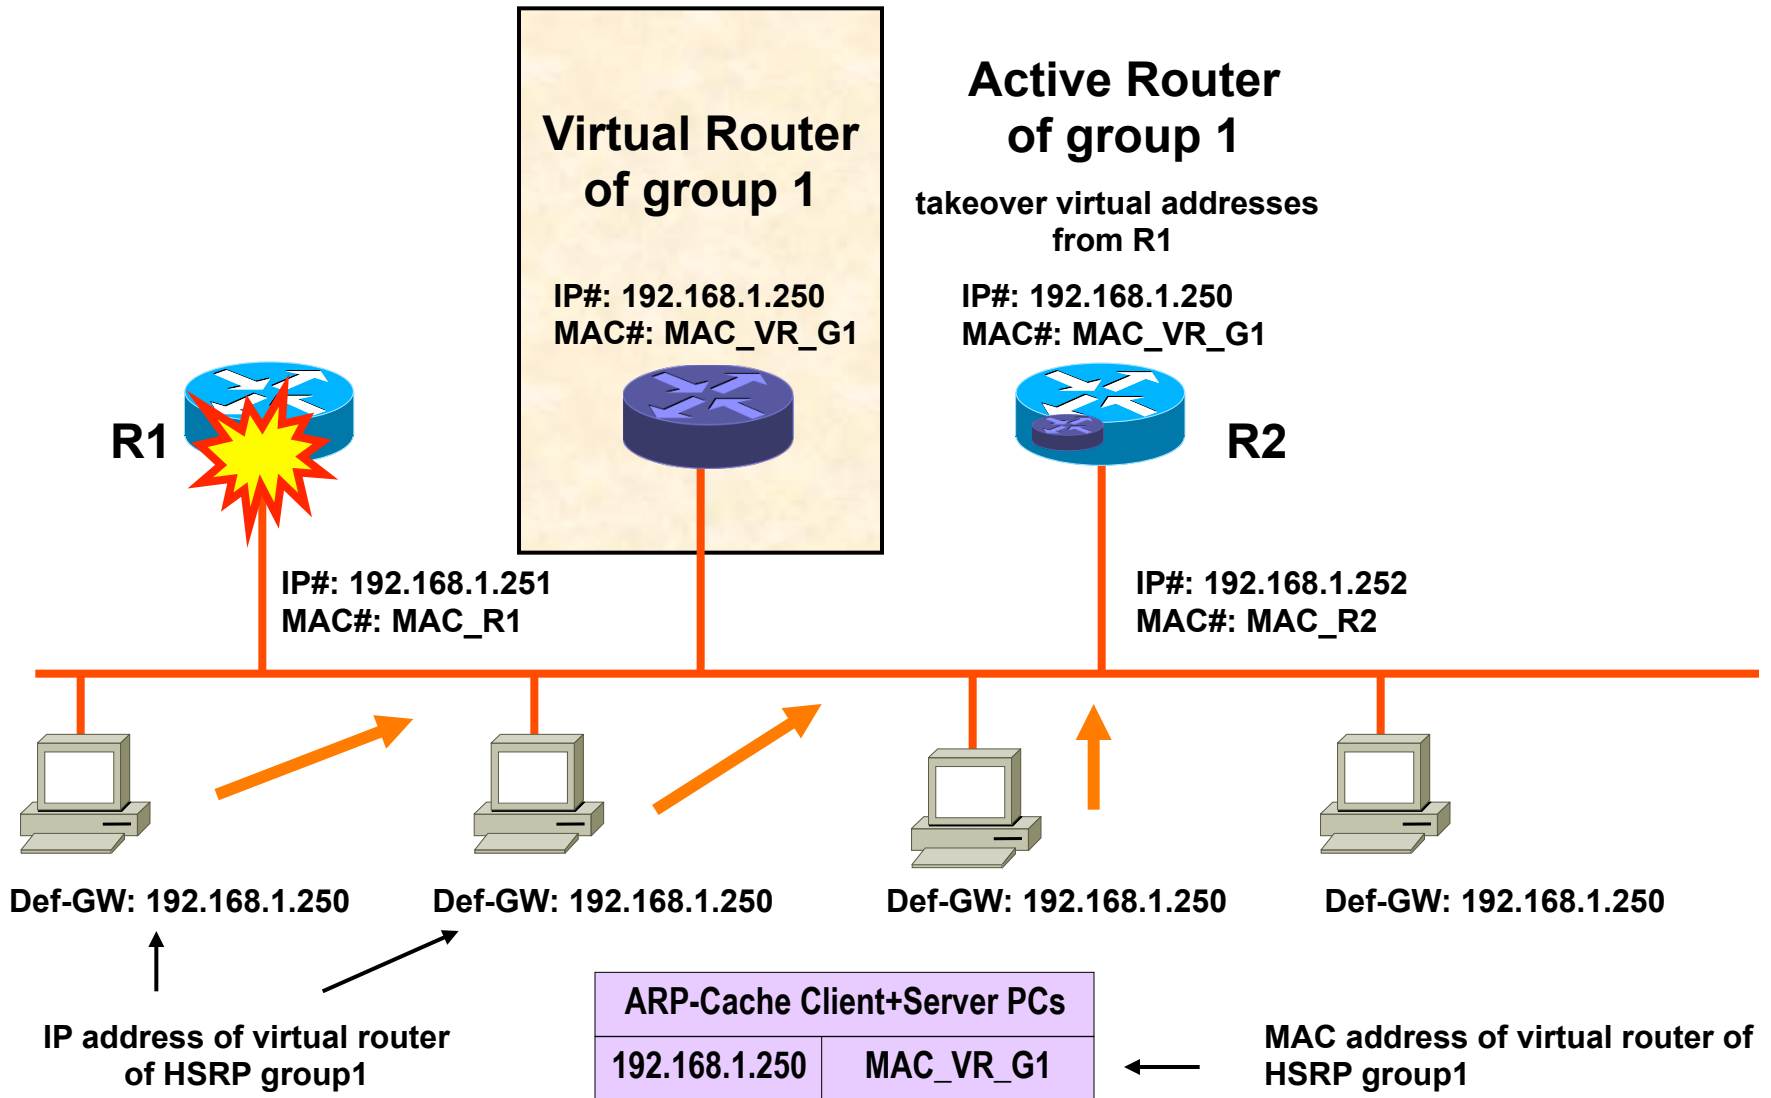 Virtual Router
of group 1
IP#: 192.168.1.250
MAC#: MAC_VR_G1
Active Router
of group 1
takeover virtual addresses
from R1
IP#: 192.168.1.250
MAC#: MAC_VR_G1
R1
R2
IP#: 192.168.1.251
MAC#: MAC_R1
IP#: 192.168.1.252
MAC#: MAC_R2
Def-GW: 192.168.1.250
Def-GW: 192.168.1.250
Def-GW: 192.168.1.250
Def-GW: 192.168.1.250
IP address of virtual router
of HSRP group1
ARP-Cache Client+Server PCs
192.168.1.250 MAC_VR_G1
MAC address of virtual router of
HSRP group1